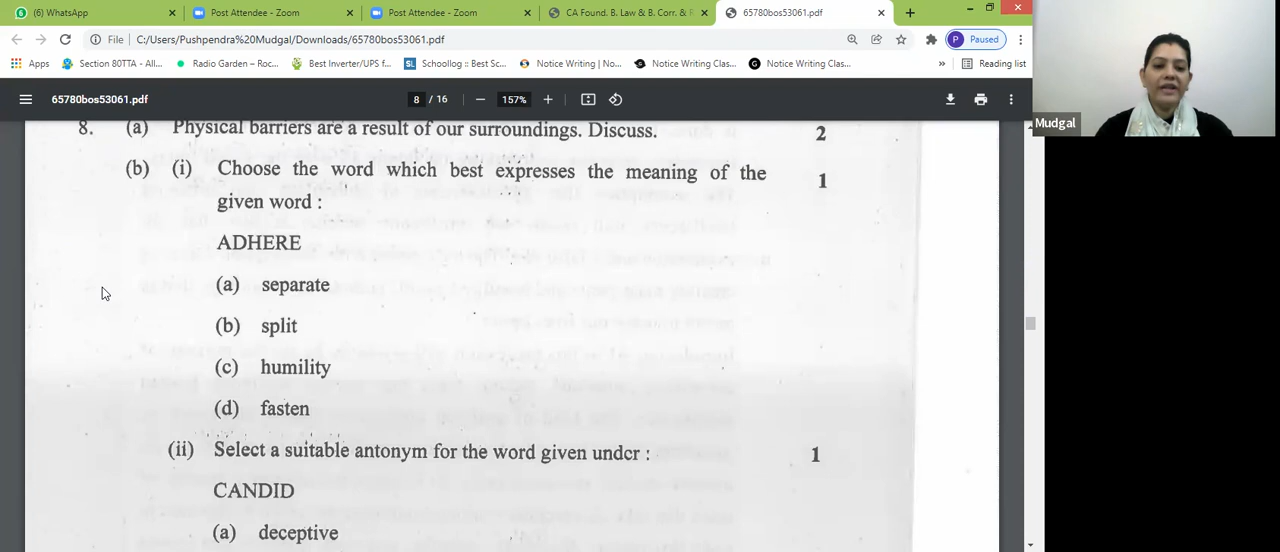 (6) WhatsApp
Post Attendee - Zoom
Post Attendee - Zoom
CA Found. B. Law & B. Corr. & R
65780bos53061.pdf
File
C:/Users/Pushpendra%20Mudgal/Downloads/65780bos53061.pdf
P
Paused
Apps
Section 80TTA - All...
Radio Garden – Roc...
Best Inverter/UPS f...
Schoollog :: Best Sc...
Notice Writing | No...
Notice Writing Clas...
Notice Writing Clas...
»
Reading list
65780bos53061.pdf
8 / 16
157%
Mudgal
8. (a) Physical barriers are a result of our surroundings. Discuss. 2
(b) (i) Choose the word which best expresses the meaning of the 1
given word :
ADHERE
(a) separate
(b) split
(c) humility
(d) fasten
(ii) Select a suitable antonym for the word given under : 1
CANDID
(a) deceptive